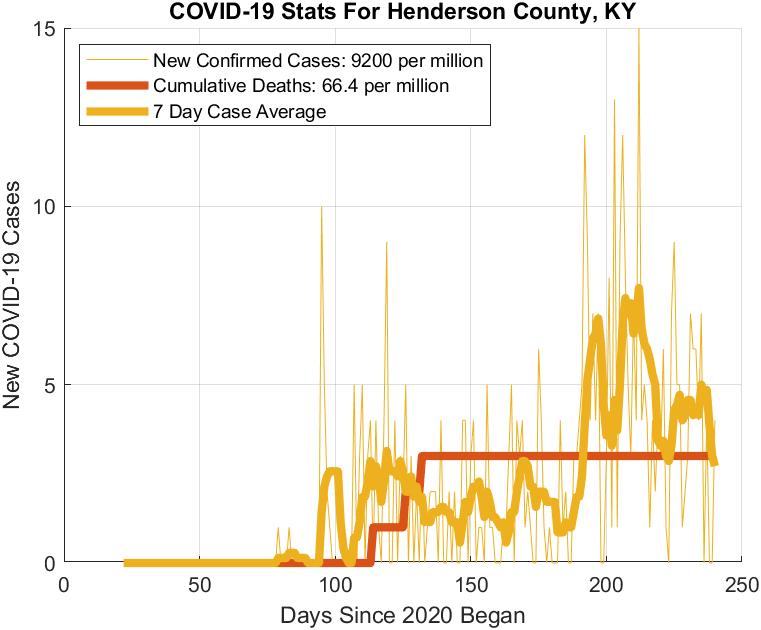 COVID-19 Stats For Henderson County, KY
15
New Confirmed Cases: 9200 per million
Cumulative Deaths: 66.4 per million
7 Day Case Average
10
New COVID-19 Cases
5
0
0 50 100 150 200 250
Days Since 2020 Began